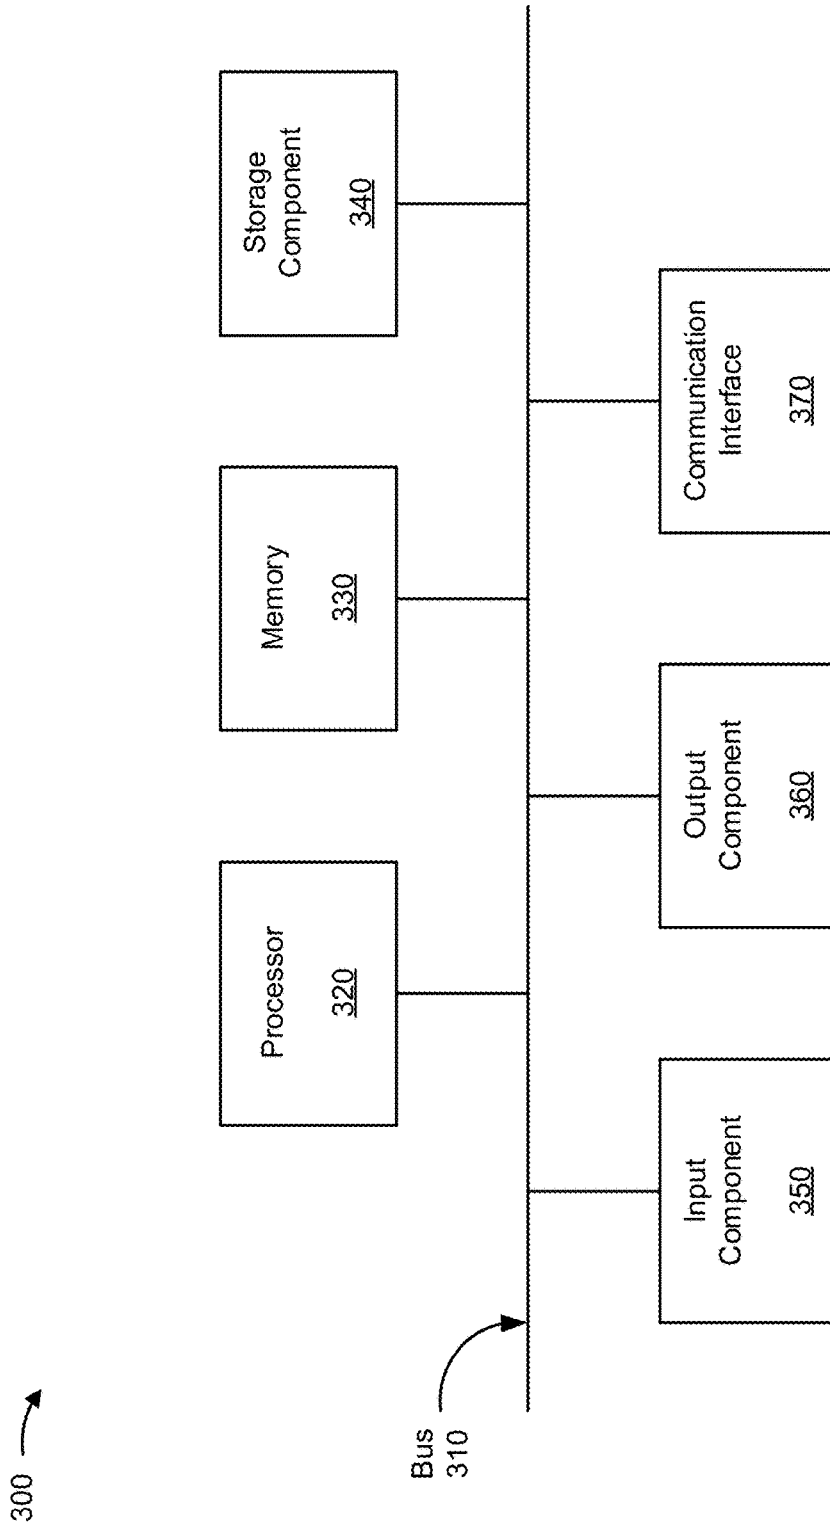 300
Processor
320
Memory
330
Storage
Component
340
Bus
310
Input
Component
350
Output
Component
360
Communication
Interface
370